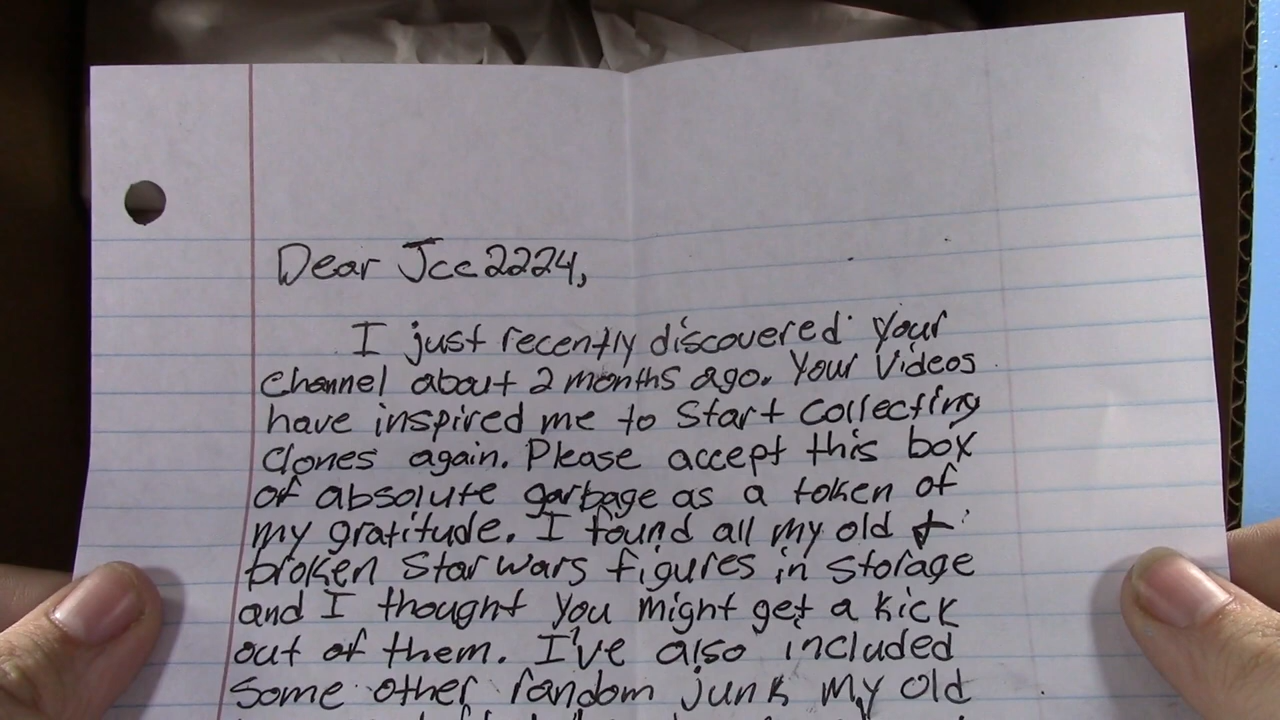 Dear Jcc2224,
I just recently discovered your
channel about 2 months ago. Your Videos
have inspired me to Start Collecting
Clones again. Please accept this box
of absolute garbage as a token of
my gratitude. I found all my old &
broken Star wars figures in storage
and I thought you might get a kick
out of them. I've also included
some other random junk my old